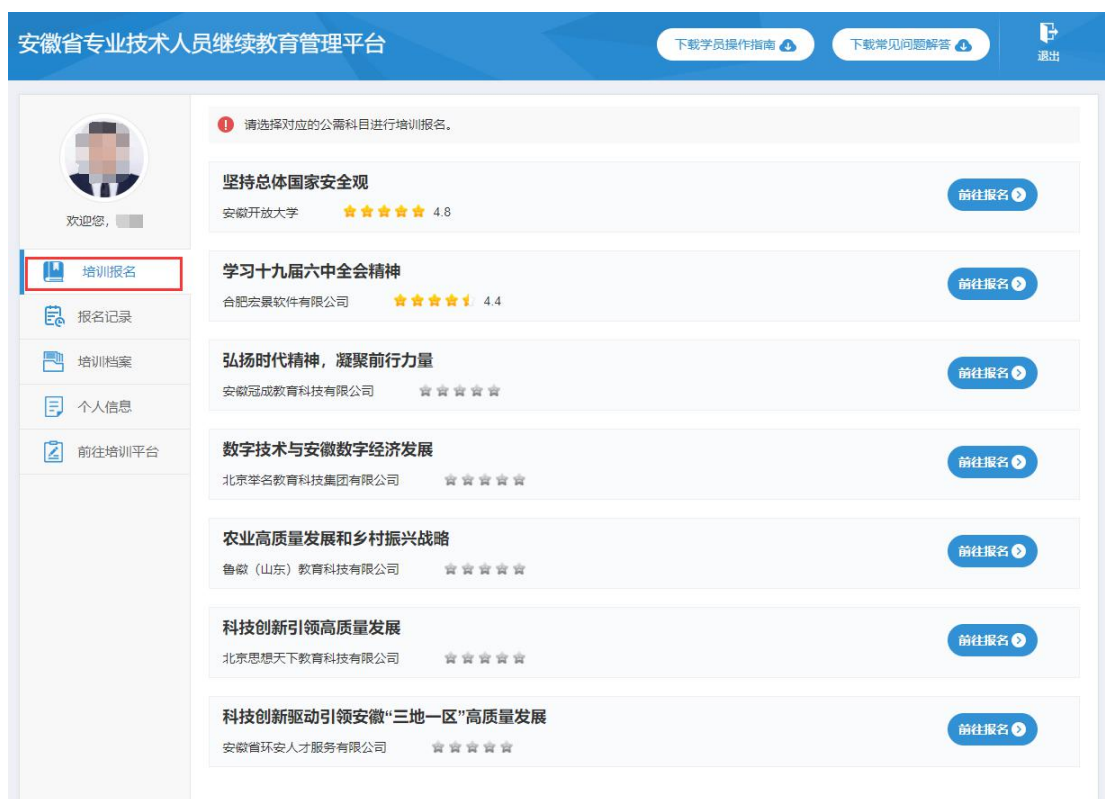 安徽省专业技术人员继续教育管理平台
下载学员操作指南
下载常见问题解答
退出
欢迎您，
培训报名
报名记录
培训档案
个人信息
前往培训平台
请选择对应的公需科目进行培训报名。
坚持总体国家安全观
安徽开放大学 4.8
前往报名
学习十九届六中全会精神
合肥宏景软件有限公司 4.4
前往报名
弘扬时代精神，凝聚前行力量
安徽冠成教育科技有限公司
前往报名
数字技术与安徽数字经济发展
北京举名教育科技集团有限公司
前往报名
农业高质量发展和乡村振兴战略
鲁徽（山东）教育科技有限公司
前往报名
科技创新引领高质量发展
北京思想天下教育科技有限公司
前往报名
科技创新驱动引领安徽“三地一区”高质量发展
安徽省环安人才服务有限公司
前往报名